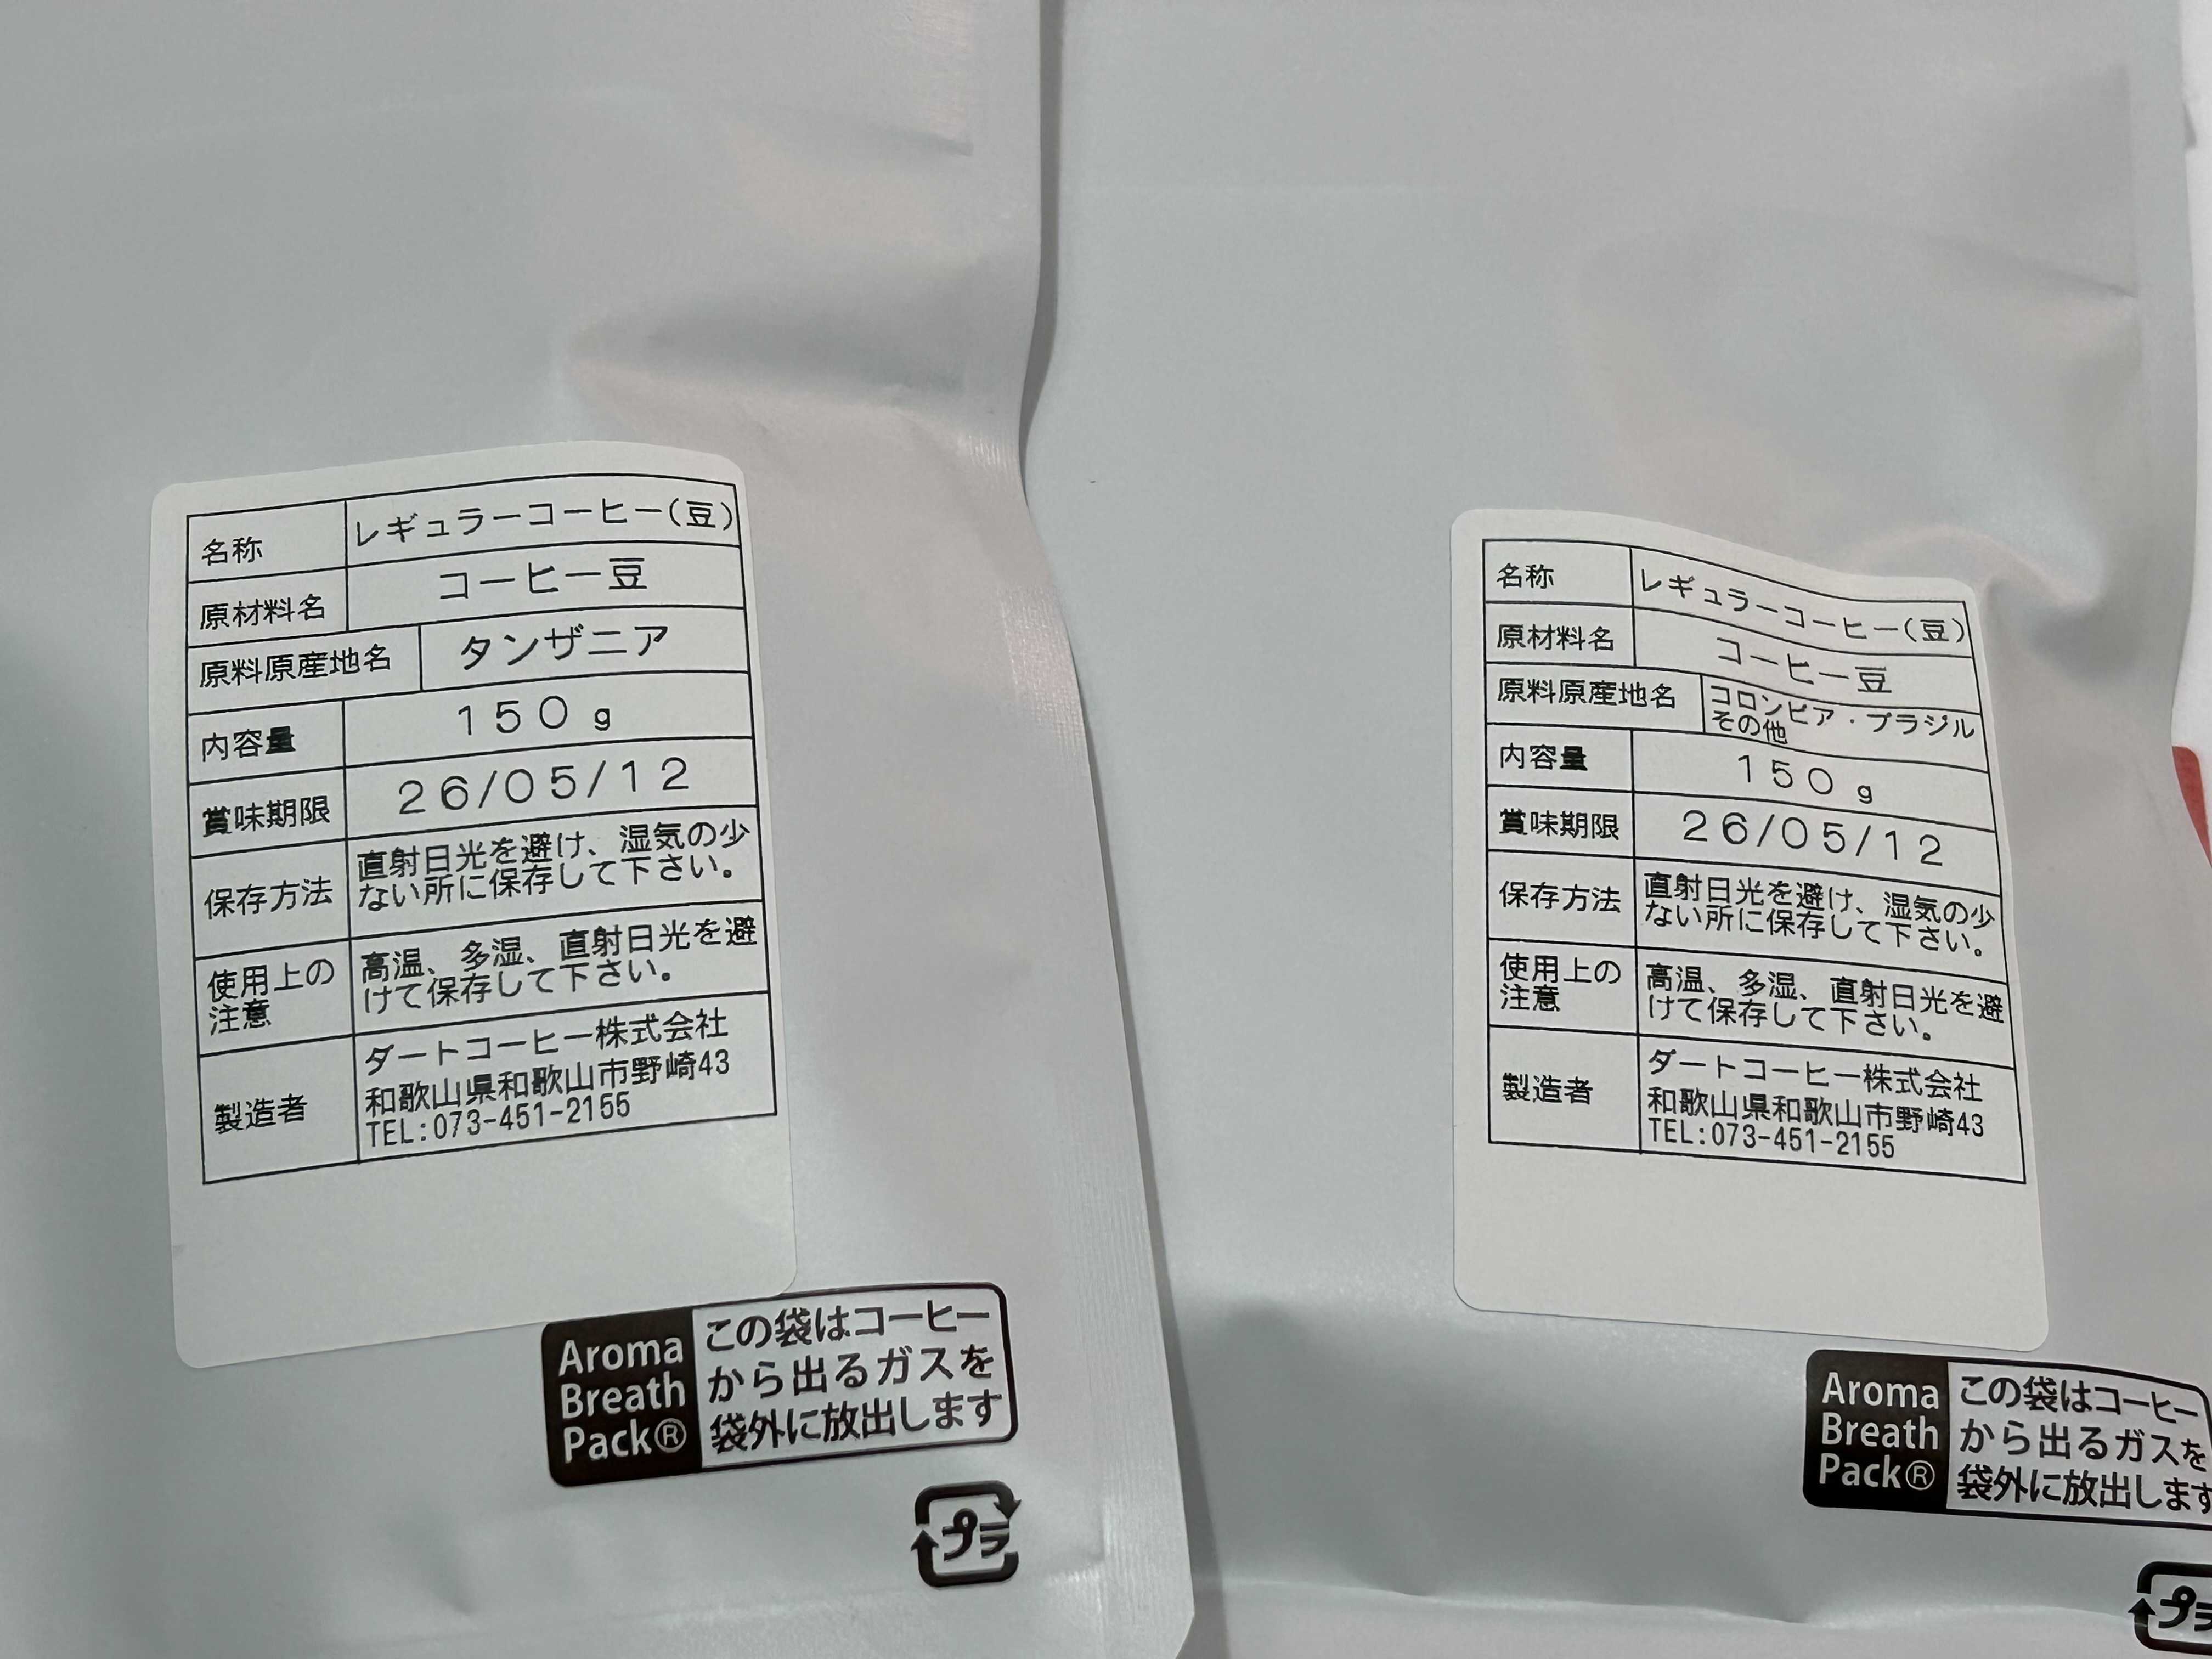 名称 レギュラーコーヒー(豆)
原材料名 コーヒー豆
原料原産地名 タンザニア
内容量 150g
賞味期限 26/05/12
保存方法 直射日光を避け、湿気の少
ない所に保存して下さい。
使用上の
注意
高温、多湿、直射日光を避
けて保存して下さい。
製造者
ダートコーヒー株式会社
和歌山県和歌山市野崎43
TEL:073-451-2155
Aroma
Breath
Pack®
この袋はコーヒー
から出るガスを
袋外に放出します
プラ
名称 レギュラーコーヒー(豆)
原材料名 コーヒー豆
原料原産地名 コロンビア・ブラジル
その他
内容量 150g
賞味期限 26/05/12
保存方法 直射日光を避け、湿気の少
ない所に保存して下さい。
使用上の
注意
高温、多湿、直射日光を避
けて保存して下さい。
製造者
ダートコーヒー株式会社
和歌山県和歌山市野崎43
TEL:073-451-2155
Aroma
Breath
Pack®
この袋はコーヒー
から出るガスを
袋外に放出します
プラ